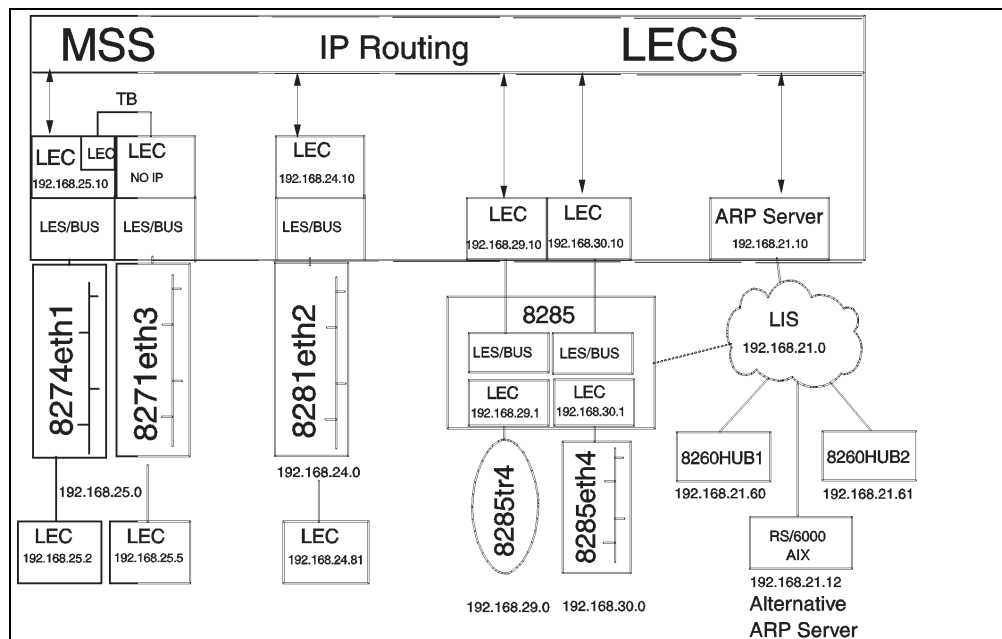 MSS
IP Routing
LECS
TB
LEC
192.168.25.10
LEC
LEC
NO IP
LEC
192.168.24.10
LEC
192.168.29.10
LEC
192.168.30.10
ARP Server
192.168.21.10
LES/BUS
LES/BUS
LES/BUS
8274eth1
8271eth3
8281eth2
8285
LES/BUS
LES/BUS
LEC
192.168.29.1
LEC
192.168.30.1
LIS
192.168.21.0
8285tr4
8285eth4
8260HUB1
192.168.21.60
8260HUB2
192.168.21.61
192.168.25.0
192.168.24.0
LEC
192.168.25.2
LEC
192.168.25.5
LEC
192.168.24.81
192.168.29.0
192.168.30.0
RS/6000
AIX
192.168.21.12
Alternative
ARP Server